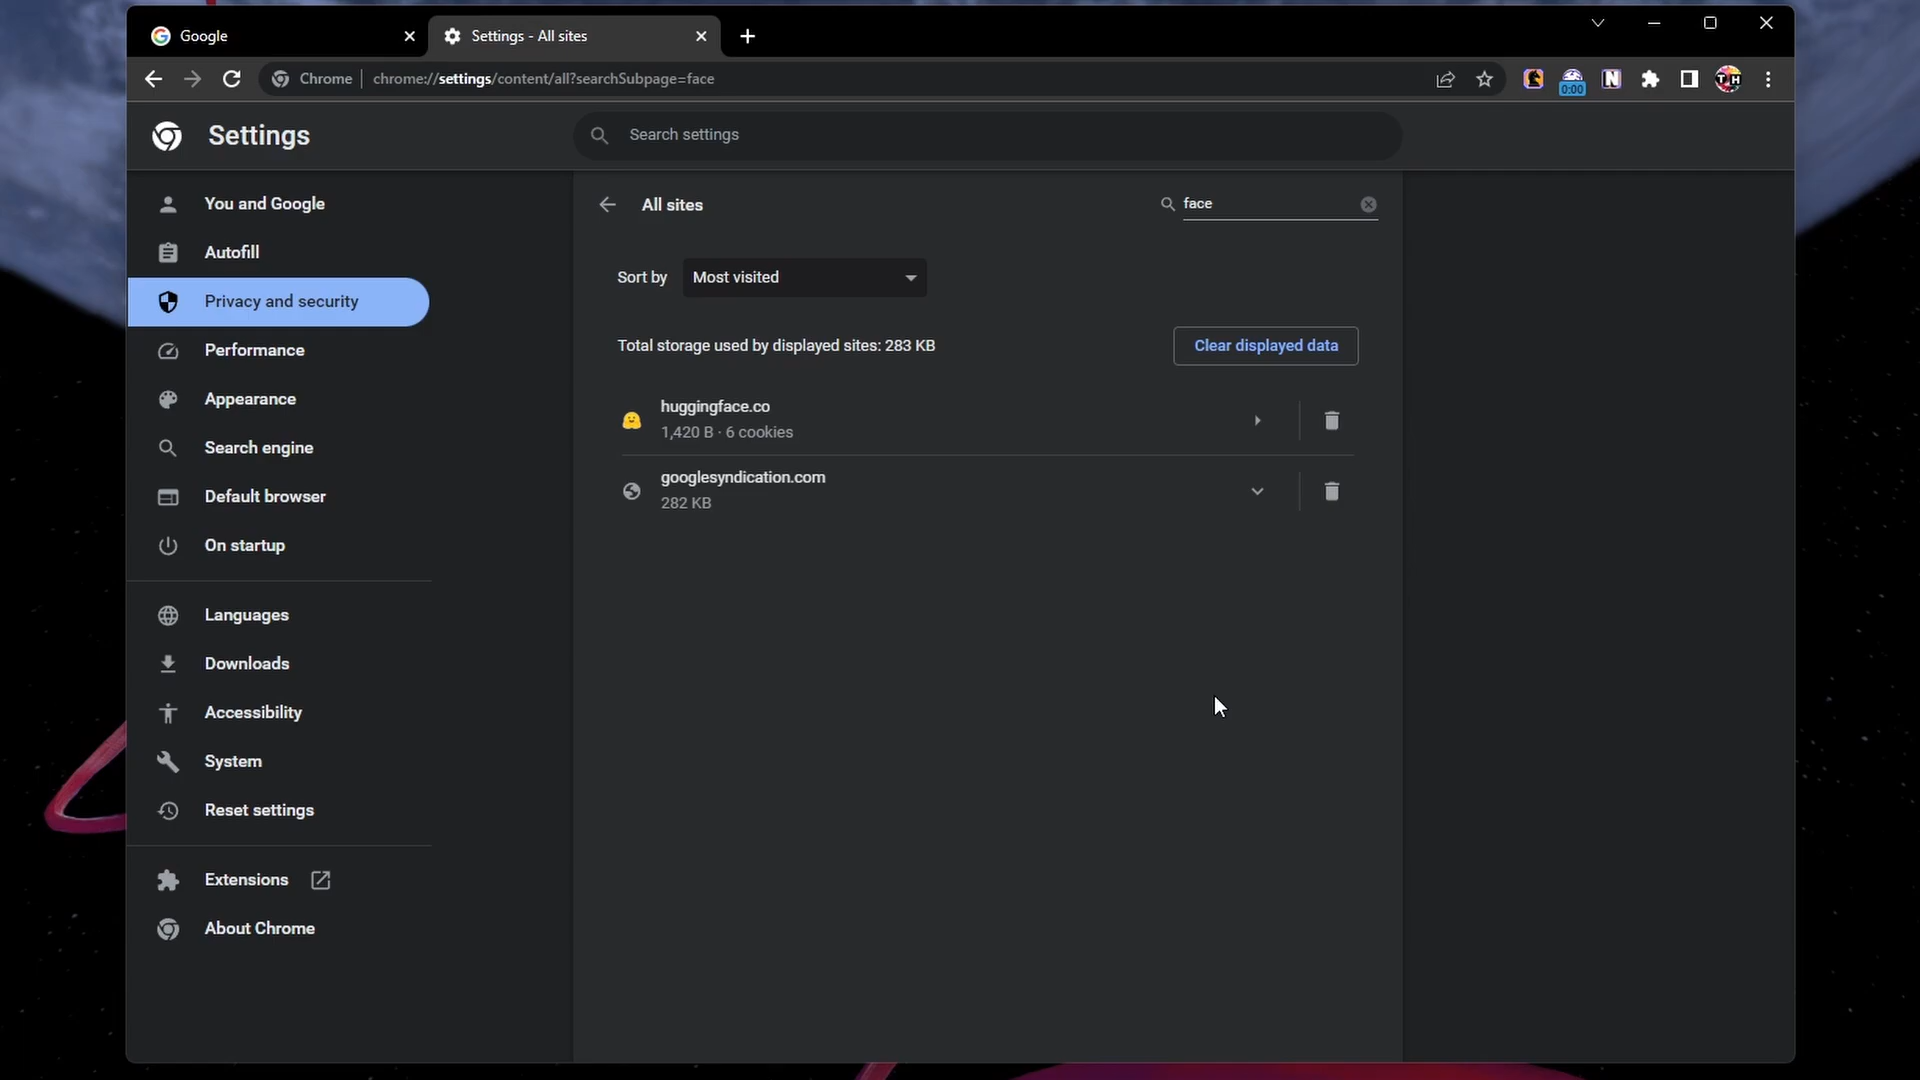 Google
Settings - All sites
Chrome
chrome://settings/content/all?searchSubpage=face
0:00
N
T H
Settings
Search settings
You and Google
Autofill
Privacy and security
Performance
Appearance
Search engine
Default browser
On startup
Languages
Downloads
Accessibility
System
Reset settings
Extensions
About Chrome
All sites
face
Sort by
Most visited
Total storage used by displayed sites: 283 KB
Clear displayed data
huggingface.co
1,420 B · 6 cookies
googlesyndication.com
282 KB